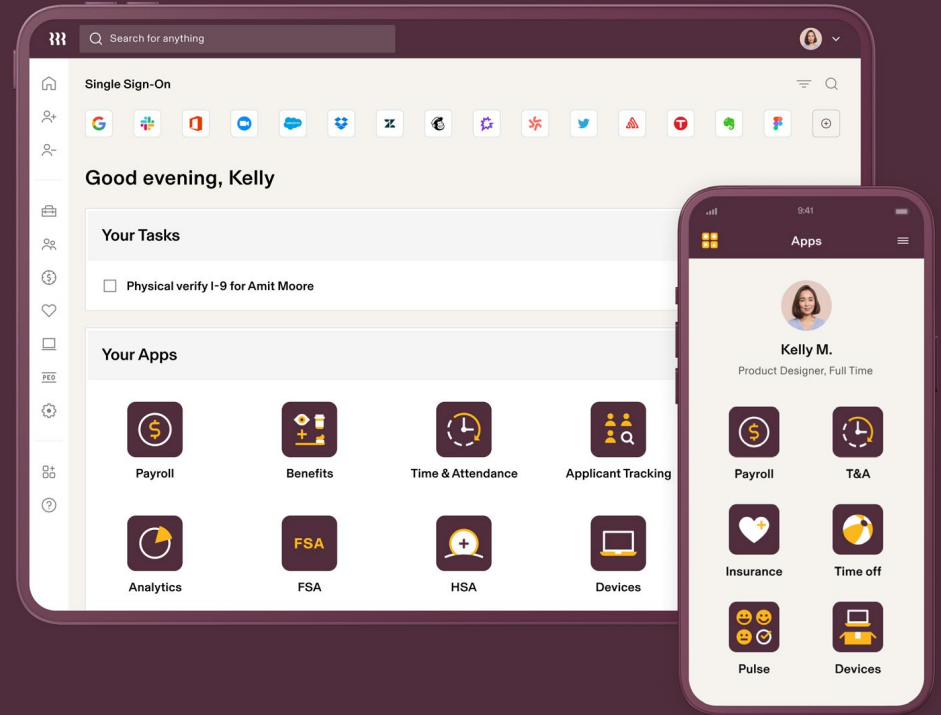 Search for anything
Single Sign-On
Good evening, Kelly
Your Tasks
Physical verify I-9 for Amit Moore
Your Apps
PEO
Payroll
Benefits
Time & Attendance
Applicant Tracking
FSA
Analytics
FSA
HSA
Devices
9:41
Apps
Kelly M.
Product Designer, Full Time
Payroll
T&A
Insurance
Time off
Pulse
Devices